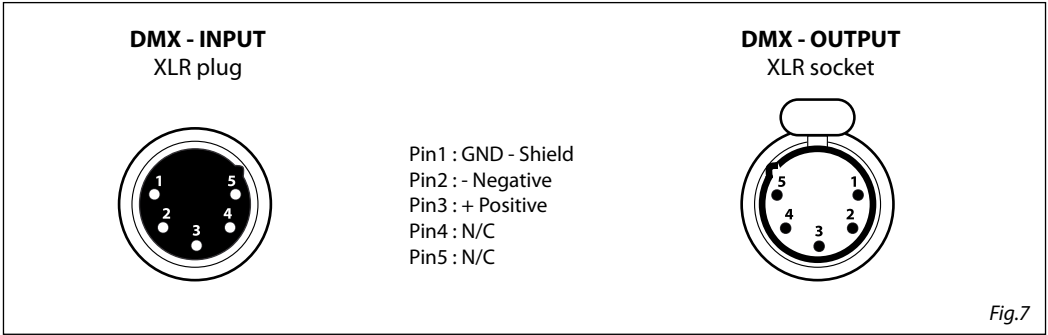 DMX - INPUT
XLR plug
DMX - OUTPUT
XLR socket
1
5
2
4
3
Pin1 : GND - Shield
Pin2 : - Negative
Pin3 : + Positive
Pin4 : N/C
Pin5 : N/C
5
1
4
2
3
Fig.7